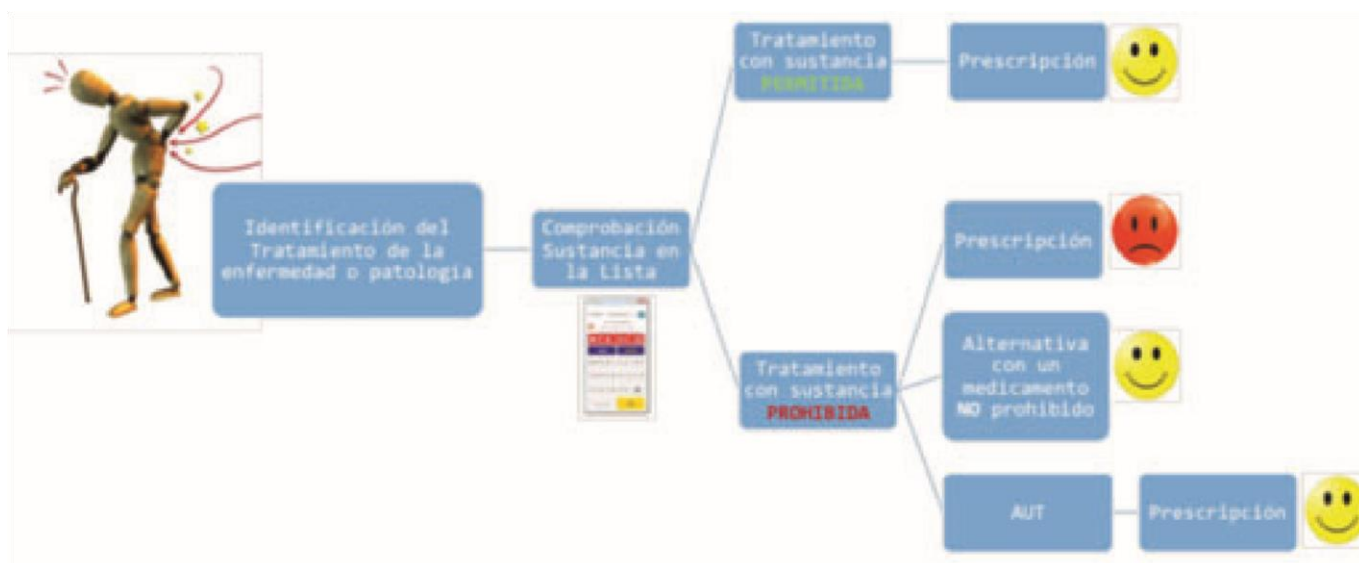 Identificación del
Tratamiento de la
enfermedad o patología
Comprobación
Sustancia en
la Lista
Tratamiento
con sustancia
PERMITIDA
Prescripción
Tratamiento
con sustancia
PROHIBIDA
Prescripción
Alternativa
con un
medicamento
NO prohibido
AUT
Prescripción